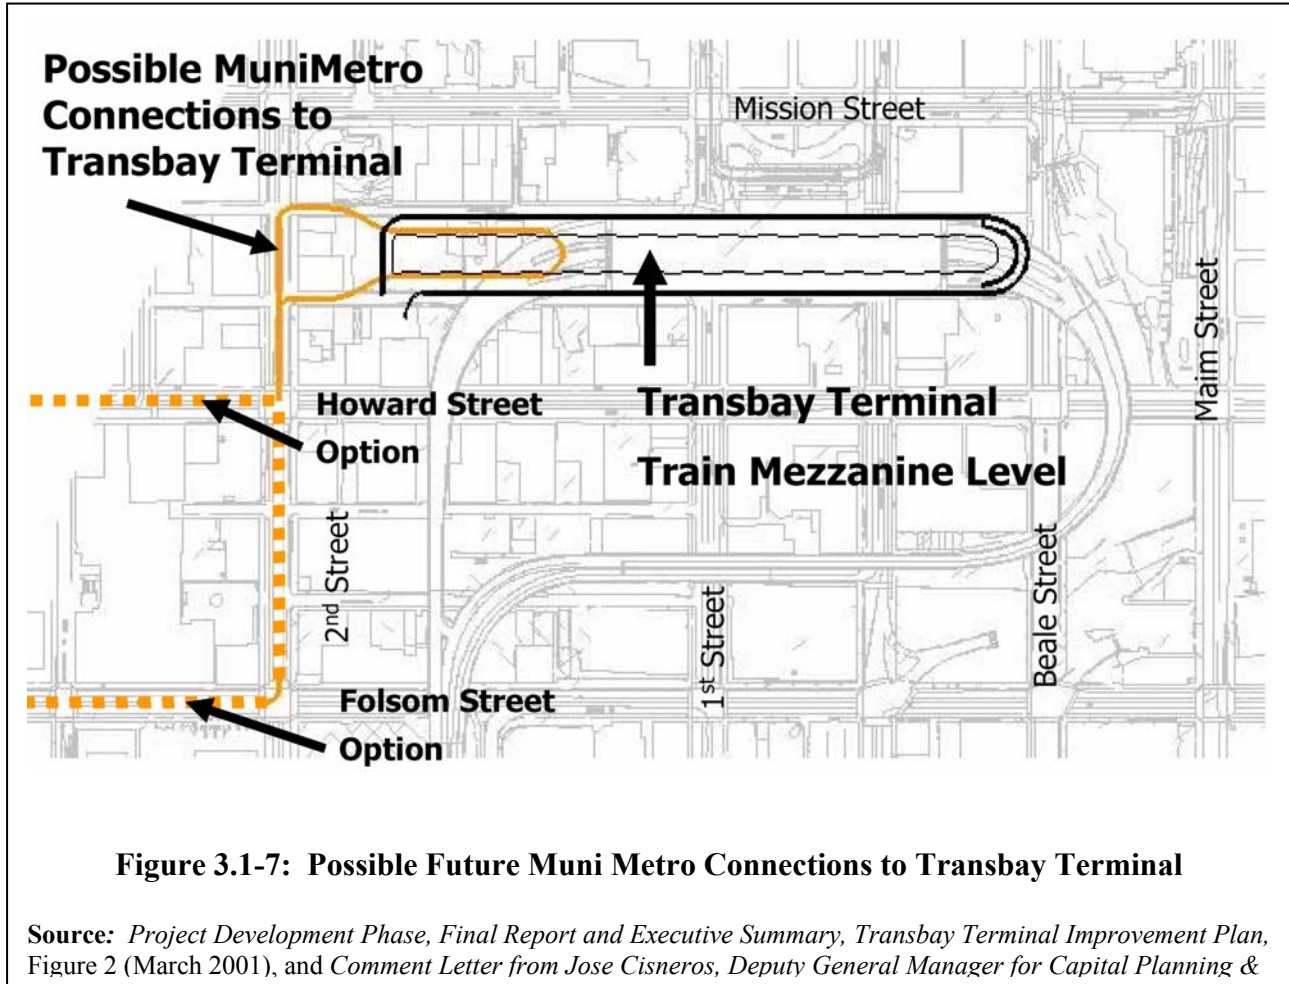 Possible MuniMetro
Connections to
Transbay Terminal
Mission Street
Maim Street
Howard Street
Option
Transbay Terminal
Train Mezzanine Level
2nd Street
1st Street
Beale Street
Folsom Street
Option
Figure 3.1-7:  Possible Future Muni Metro Connections to Transbay Terminal
Source:  Project Development Phase, Final Report and Executive Summary, Transbay Terminal Improvement Plan,
Figure 2 (March 2001), and Comment Letter from Jose Cisneros, Deputy General Manager for Capital Planning &